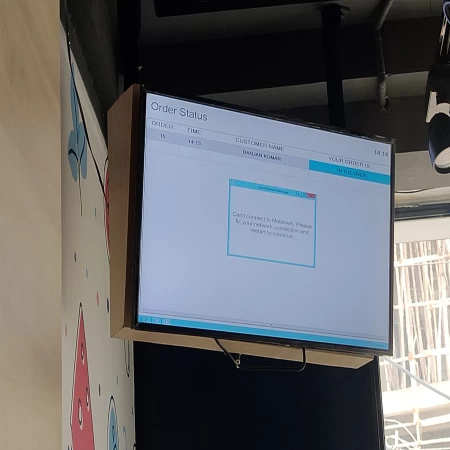 Order Status
14:14
ORDER TIME CUSTOMER NAME YOUR ORDER IS
15 14:13 RANJAN KUMAR IN THE OVEN
Can't connect to Makeline. Please
fix your network connection and
restart to continue.